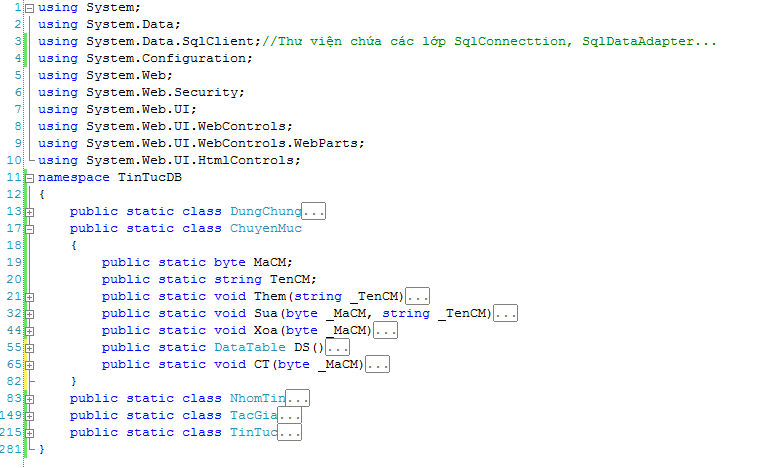 1 using System;
2 using System.Data;
3 using System.Data.SqlClient;//Thư viện chứa các lớp SqlConnecttion, SqlDataAdapter...
4 using System.Configuration;
5 using System.Web;
6 using System.Web.Security;
7 using System.Web.UI;
8 using System.Web.UI.WebControls;
9 using System.Web.UI.WebControls.WebParts;
10 using System.Web.UI.HtmlControls;
11 namespace TinTucDB
12 {
13 public static class DungChung...
17 public static class ChuyenMuc
18 {
19 public static byte MaCM;
20 public static string TenCM;
21 public static void Them(string _TenCM)...
32 public static void Sua(byte _MaCM, string _TenCM)...
44 public static void Xoa(byte _MaCM)...
55 public static DataTable DS()...
65 public static void CT(byte _MaCM)...
82 }
83 public static class NhomTin...
149 public static class TacGia...
215 public static class TinTuc...
281 }